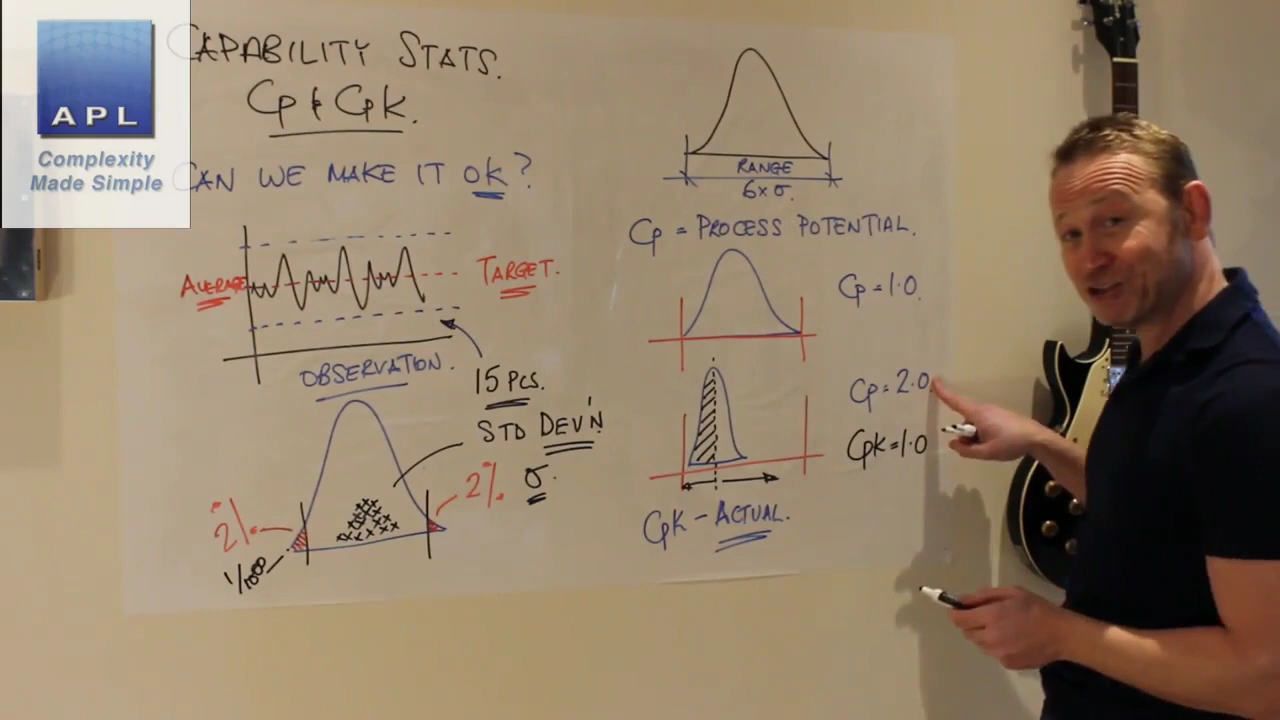 APL
Complexity
Made Simple
CAPABILITY STATS.
Cp & Cpk.
CAN WE MAKE IT OK?
AVERAGE
TARGET.
OBSERVATION.
15 PCS.
STD DEV'N
σ.
2%
2%
1/1000
RANGE
6×σ.
Cp = PROCESS POTENTIAL.
Cp=1.0.
Cp=2.0.
Cpk=1.0
Cpk - ACTUAL.